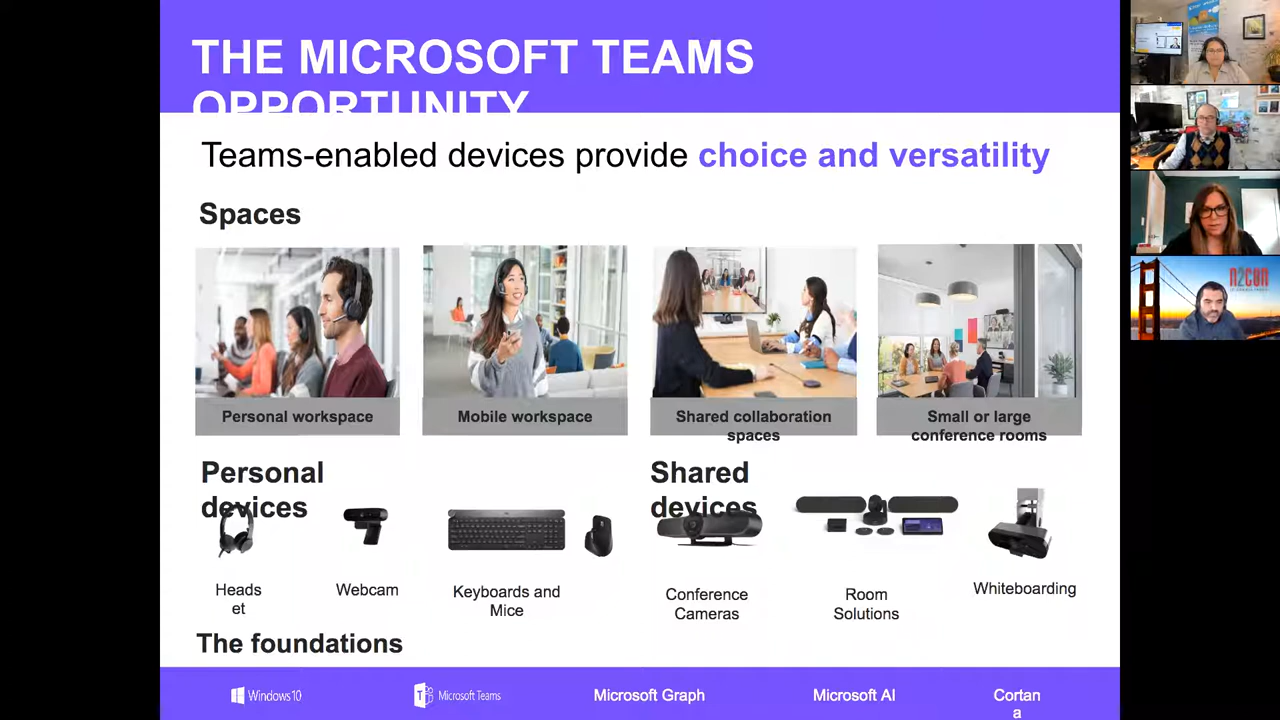 THE MICROSOFT TEAMS
OPPORTUNITY
Teams-enabled devices provide choice and versatility
Spaces
Personal workspace
Mobile workspace
Shared collaboration
spaces
Small or large
conference rooms
Personal
devices
Shared
devices
Heads
et
Webcam
Keyboards and
Mice
Conference
Cameras
Room
Solutions
Whiteboarding
The foundations
Windows10
Microsoft Teams
Microsoft Graph
Microsoft AI
Cortan
a
N2CON